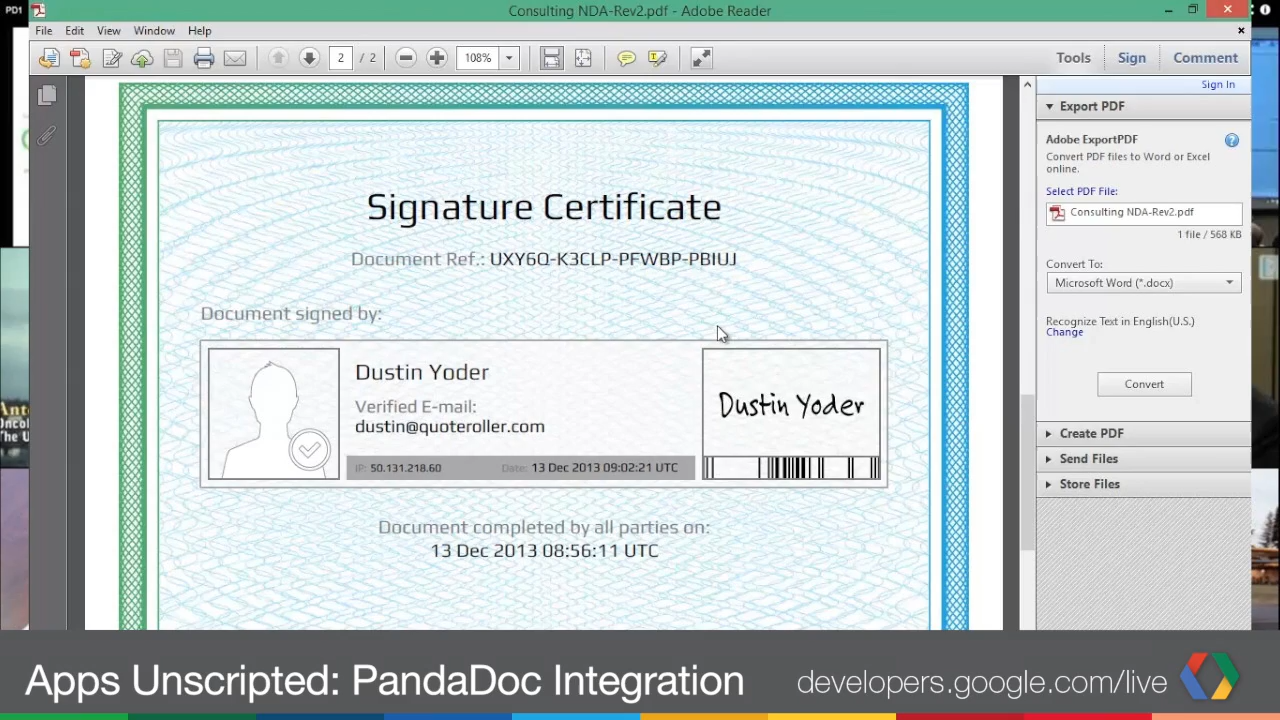 PD1
Consulting NDA-Rev2.pdf - Adobe Reader
File Edit View Window Help
2 / 2
108%
Tools Sign Comment
Sign In
Export PDF
Adobe ExportPDF
Convert PDF files to Word or Excel
online.
Select PDF File:
Consulting NDA-Rev2.pdf
1 file / 568 KB
Convert To:
Microsoft Word (*.docx)
Recognize Text in English(U.S.)
Change
Convert
Create PDF
Send Files
Store Files
Signature Certificate
Document Ref.: UXY6Q-K3CLP-PFWBP-PBIUJ
Document signed by:
Dustin Yoder
Verified E-mail:
dustin@quoteroller.com
IP: 50.131.218.60 Date: 13 Dec 2013 09:02:21 UTC
Dustin Yoder
Document completed by all parties on:
13 Dec 2013 08:56:11 UTC
Apps Unscripted: PandaDoc Integration
developers.google.com/live